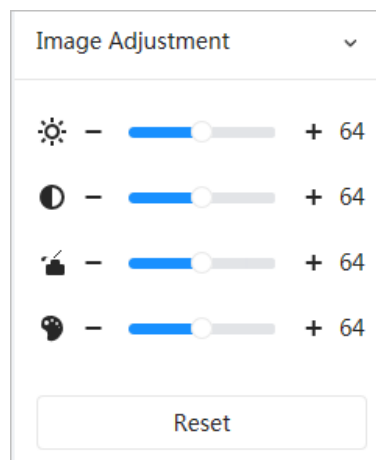 Image Adjustment
− + 64
− + 64
− + 64
− + 64
Reset